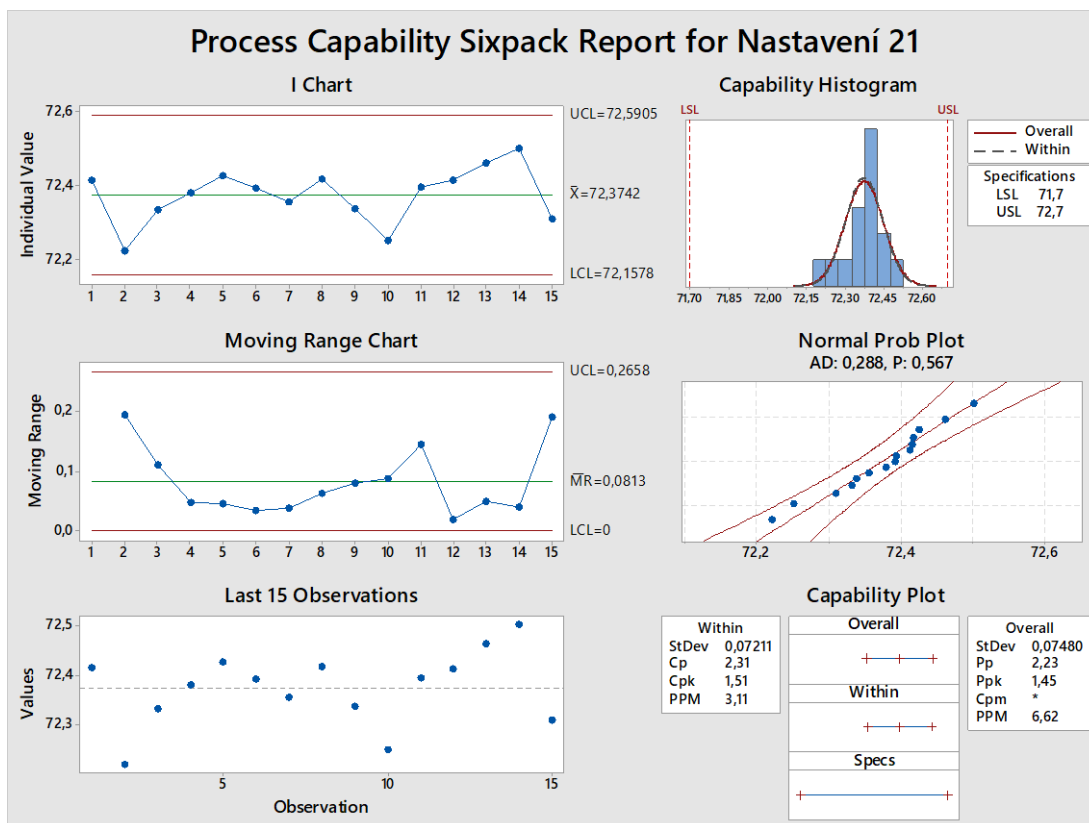 Process Capability Sixpack Report for Nastavení 21
I Chart
Individual Value
72,6
72,4
72,2
UCL=72,5905
X̄=72,3742
LCL=72,1578
1 2 3 4 5 6 7 8 9 10 11 12 13 14 15
Capability Histogram
LSL USL
71,70 71,85 72,00 72,15 72,30 72,45 72,60
Overall
Within
Specifications
LSL 71,7
USL 72,7
Moving Range Chart
Moving Range
0,2
0,1
0,0
UCL=0,2658
M̅R̅=0,0813
LCL=0
1 2 3 4 5 6 7 8 9 10 11 12 13 14 15
Normal Prob Plot
AD: 0,288, P: 0,567
72,2 72,4 72,6
Last 15 Observations
Values
72,5
72,4
72,3
5 10 15
Observation
Capability Plot
Within
StDev 0,07211
Cp 2,31
Cpk 1,51
PPM 3,11
Overall
Within
Specs
Overall
StDev 0,07480
Pp 2,23
Ppk 1,45
Cpm *
PPM 6,62